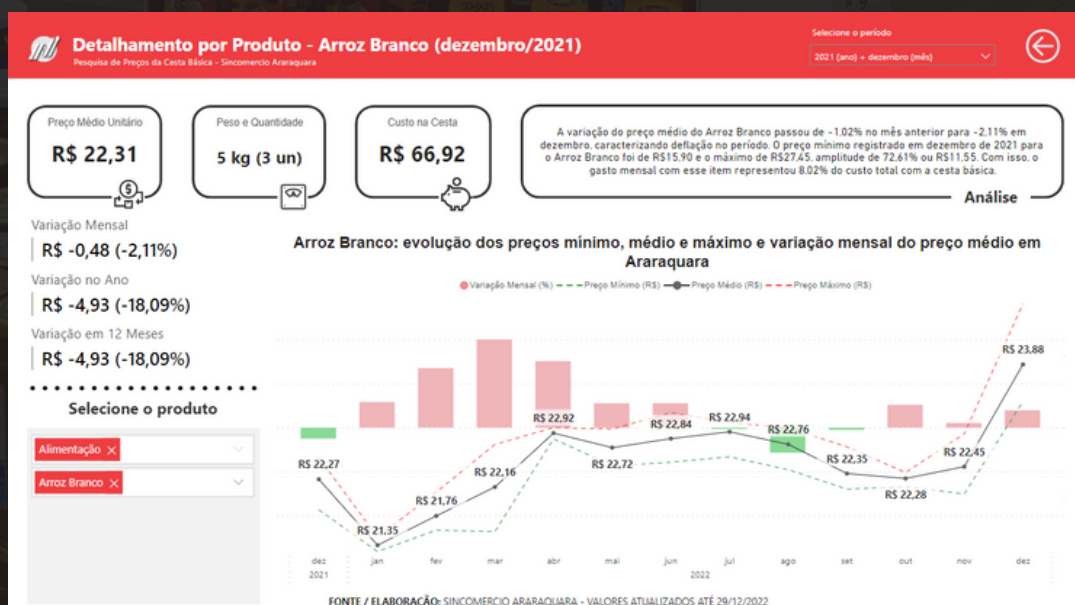 Detalhamento por Produto - Arroz Branco (dezembro/2021)
Pesquisa de Preços da Cesta Básica - Sincomercio Araraquara
Selecione o período
2021 (ano) + dezembro (mês)
Preço Médio Unitário
R$ 22,31
Peso e Quantidade
5 kg (3 un)
Custo na Cesta
R$ 66,92
A variação do preço médio do Arroz Branco passou de -1.02% no mês anterior para -2.11% em
dezembro, caracterizando deflação no período. O preço mínimo registrado em dezembro de 2021 para
o Arroz Branco foi de R$15.90 e o máximo de R$27.45, amplitude de 72.61% ou R$11.55. Com isso, o
gasto mensal com esse item representou 8.02% do custo total com a cesta básica.
Análise
Variação Mensal
R$ -0,48 (-2,11%)
Variação no Ano
R$ -4,93 (-18,09%)
Variação em 12 Meses
R$ -4,93 (-18,09%)
Selecione o produto
Alimentação
Arroz Branco
Arroz Branco: evolução dos preços mínimo, médio e máximo e variação mensal do preço médio em
Araraquara
Variação Mensal (%) Preço Mínimo (R$) Preço Médio (R$) Preço Máximo (R$)
R$ 22,27
R$ 21,35
R$ 21,76
R$ 22,16
R$ 22,92
R$ 22,72
R$ 22,84
R$ 22,94
R$ 22,76
R$ 22,35
R$ 22,28
R$ 22,45
R$ 23,88
dez jan fev mar abr mai jun jul ago set out nov dez
2021 2022
FONTE / ELABORAÇÃO: SINCOMERCIO ARARAQUARA - VALORES ATUALIZADOS ATÉ 29/12/2022